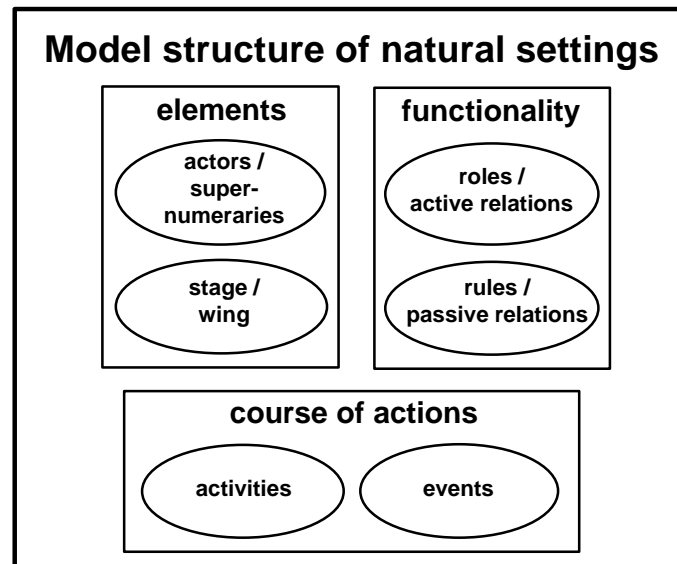 Model structure of natural settings
elements
actors /
super-
numeraries
stage /
wing
functionality
roles /
active relations
rules /
passive relations
course of actions
activities
events